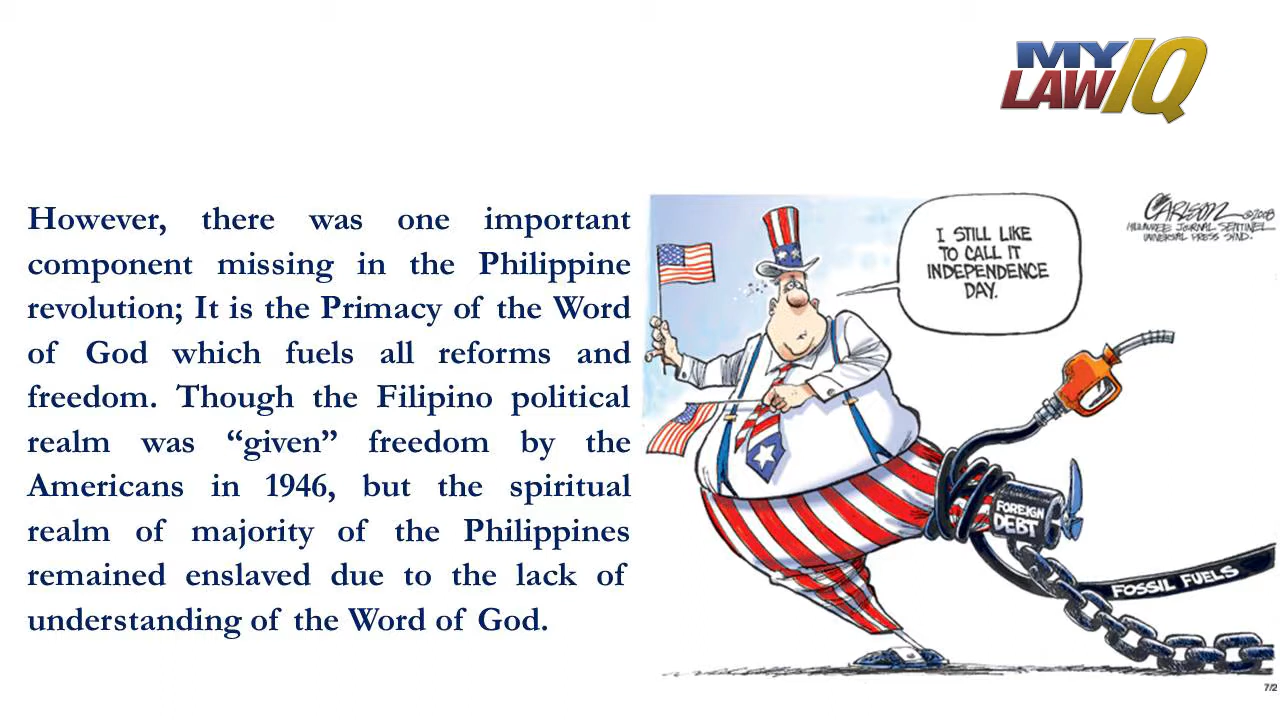 MY
LAW IQ
However, there was one important
component missing in the Philippine
revolution; It is the Primacy of the Word
of God which fuels all reforms and
freedom. Though the Filipino political
realm was “given” freedom by the
Americans in 1946, but the spiritual
realm of majority of the Philippines
remained enslaved due to the lack of
understanding of the Word of God.
I STILL LIKE
TO CALL IT
INDEPENDENCE
DAY.
CARLSON ©2008
MILWAUKEE JOURNAL SENTINEL
UNIVERSAL PRESS SYND.
FOREIGN
DEBT
FOSSIL FUELS
7/2